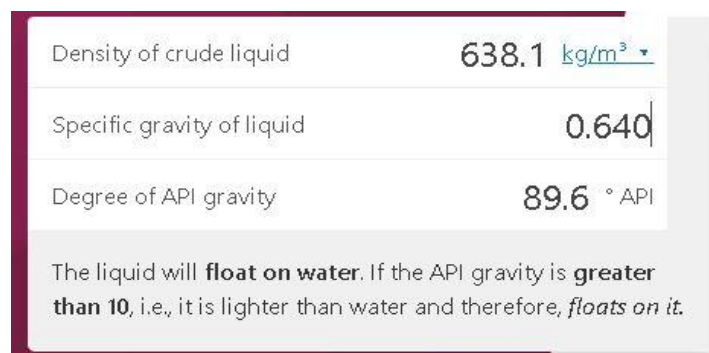 Density of crude liquid 638.1 kg/m³
Specific gravity of liquid 0.640
Degree of API gravity 89.6 ° API
The liquid will float on water. If the API gravity is greater
than 10, i.e., it is lighter than water and therefore, floats on it.